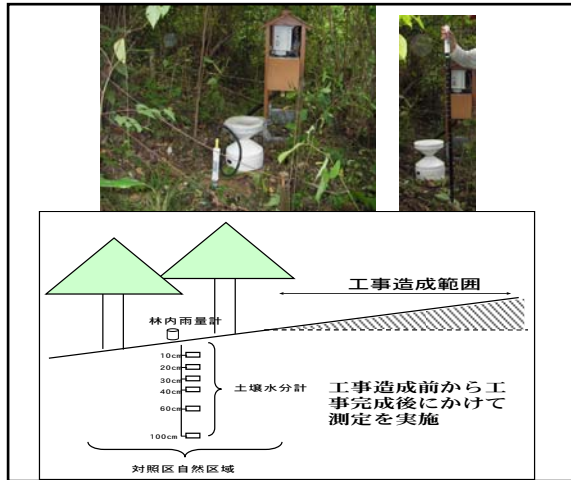 工事造成範囲
林内雨量計
10cm
20cm
30cm
40cm
60cm
100cm
土壌水分計
工事造成前から工
事完成後にかけて
測定を実施
対照区自然区域